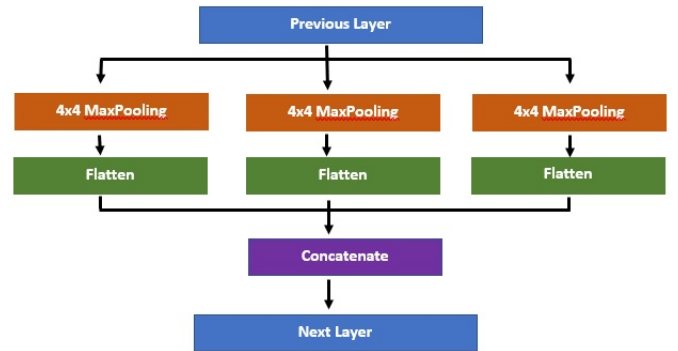 Previous Layer
4x4 MaxPooling
4x4 MaxPooling
4x4 MaxPooling
Flatten
Flatten
Flatten
Concatenate
Next Layer